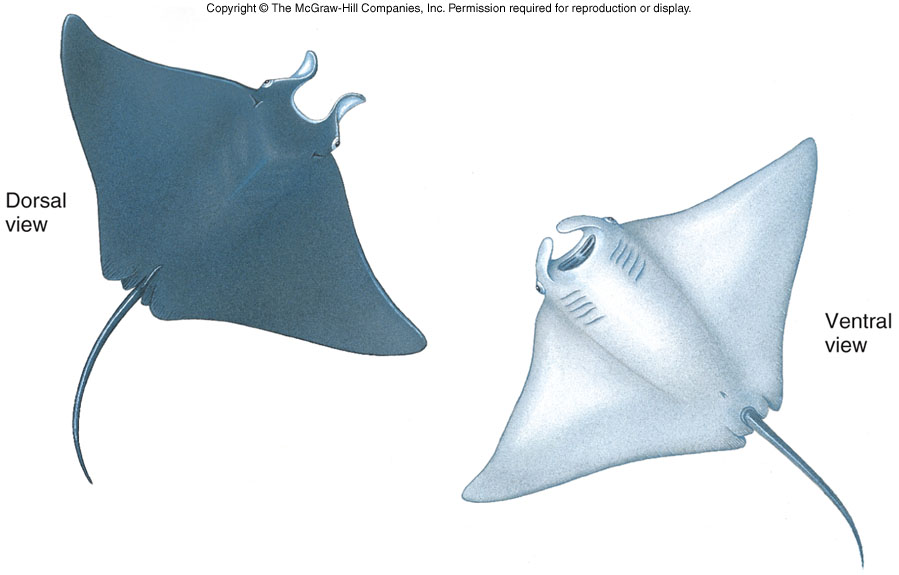 Copyright © The McGraw-Hill Companies, Inc. Permission required for reproduction or display.
Dorsal
view
Ventral
view